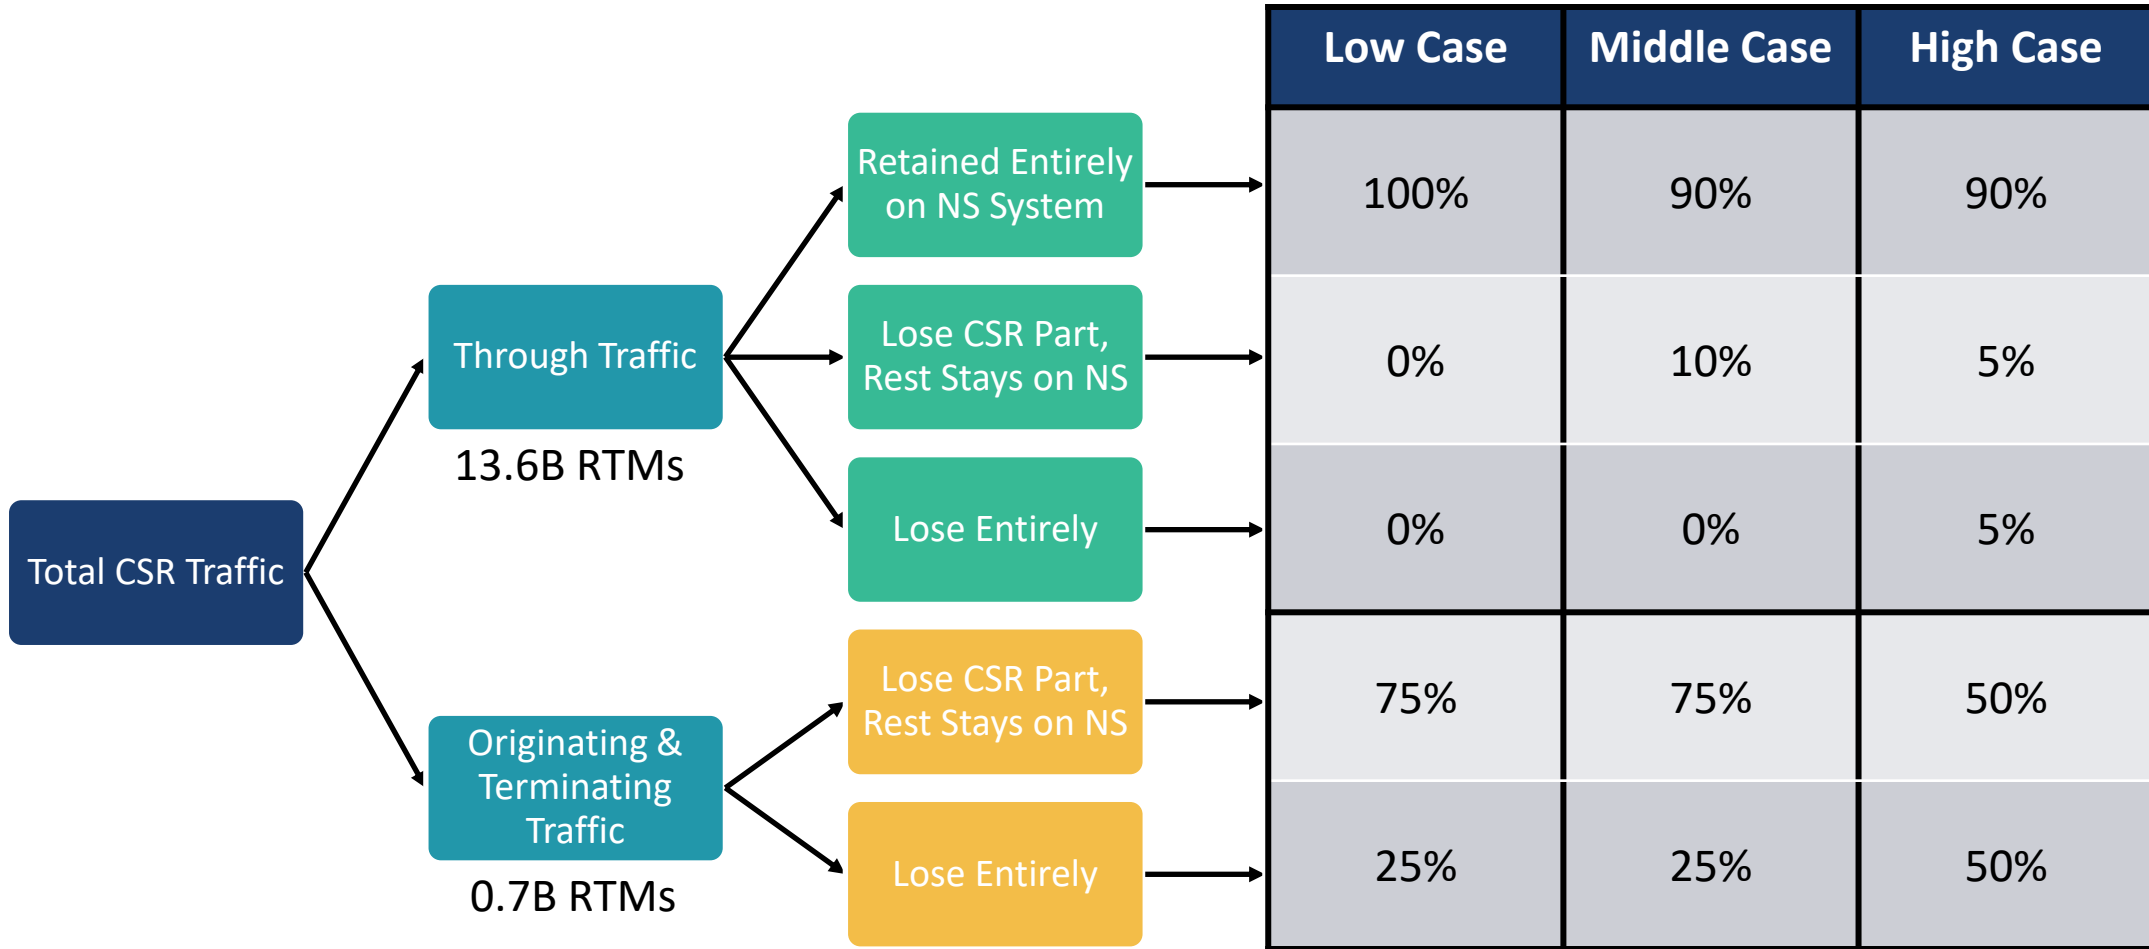 Low Case
Middle Case
High Case
Retained Entirely
on NS System
100%
90%
90%
Through Traffic
13.6B RTMs
Lose CSR Part,
Rest Stays on NS
0%
10%
5%
Lose Entirely
0%
0%
5%
Total CSR Traffic
Lose CSR Part,
Rest Stays on NS
75%
75%
50%
Originating &
Terminating
Traffic
0.7B RTMs
Lose Entirely
25%
25%
50%